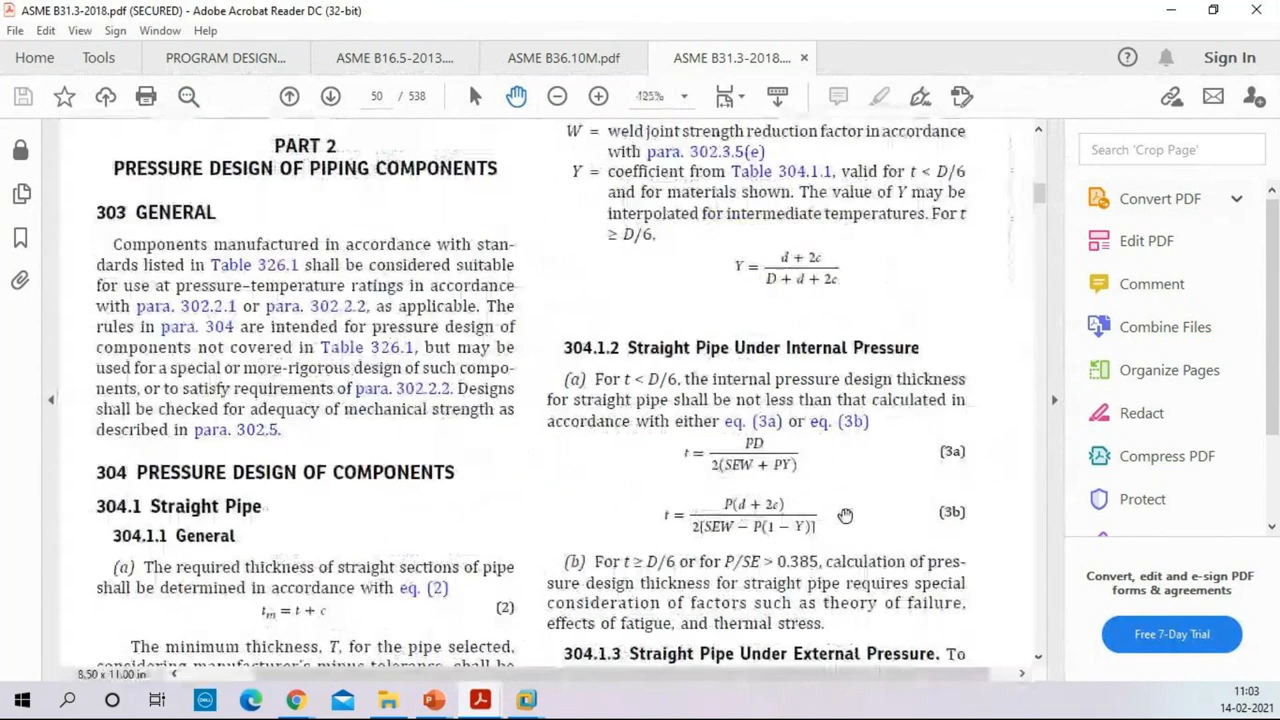 ASME B31.3-2018.pdf (SECURED) - Adobe Acrobat Reader DC (32-bit)
File Edit View Sign Window Help
Home Tools PROGRAM DESIGN... ASME B16.5-2013.... ASME B36.10M.pdf ASME B31.3-2018.... × Sign In
50 / 538 425%
PART 2
PRESSURE DESIGN OF PIPING COMPONENTS
303 GENERAL
Components manufactured in accordance with stan-
dards listed in Table 326.1 shall be considered suitable
for use at pressure–temperature ratings in accordance
with para. 302.2.1 or para. 302.2.2, as applicable. The
rules in para. 304 are intended for pressure design of
components not covered in Table 326.1, but may be
used for a special or more-rigorous design of such compo-
nents, or to satisfy requirements of para. 302.2.2. Designs
shall be checked for adequacy of mechanical strength as
described in para. 302.5.
304 PRESSURE DESIGN OF COMPONENTS
304.1 Straight Pipe
304.1.1 General
(a) The required thickness of straight sections of pipe
shall be determined in accordance with eq. (2)
tm = t + c (2)
The minimum thickness, T, for the pipe selected,
considering manufacturer's minus tolerance, shall be
W = weld joint strength reduction factor in accordance
with para. 302.3.5(e)
Y = coefficient from Table 304.1.1, valid for t < D/6
and for materials shown. The value of Y may be
interpolated for intermediate temperatures. For t
≥ D/6,
Y = (d + 2c) / (D + d + 2c)
304.1.2 Straight Pipe Under Internal Pressure
(a) For t < D/6, the internal pressure design thickness
for straight pipe shall be not less than that calculated in
accordance with either eq. (3a) or eq. (3b)
t = PD / 2(SEW + PY) (3a)
t = P(d + 2c) / 2[SEW − P(1 − Y)] (3b)
(b) For t ≥ D/6 or for P/SE > 0.385, calculation of pres-
sure design thickness for straight pipe requires special
consideration of factors such as theory of failure,
effects of fatigue, and thermal stress.
304.1.3 Straight Pipe Under External Pressure. To
8.50 x 11.00 in
Search 'Crop Page'
Convert PDF
Edit PDF
Comment
Combine Files
Organize Pages
Redact
Compress PDF
Protect
Convert, edit and e-sign PDF
forms & agreements
Free 7-Day Trial
11:03
14-02-2021